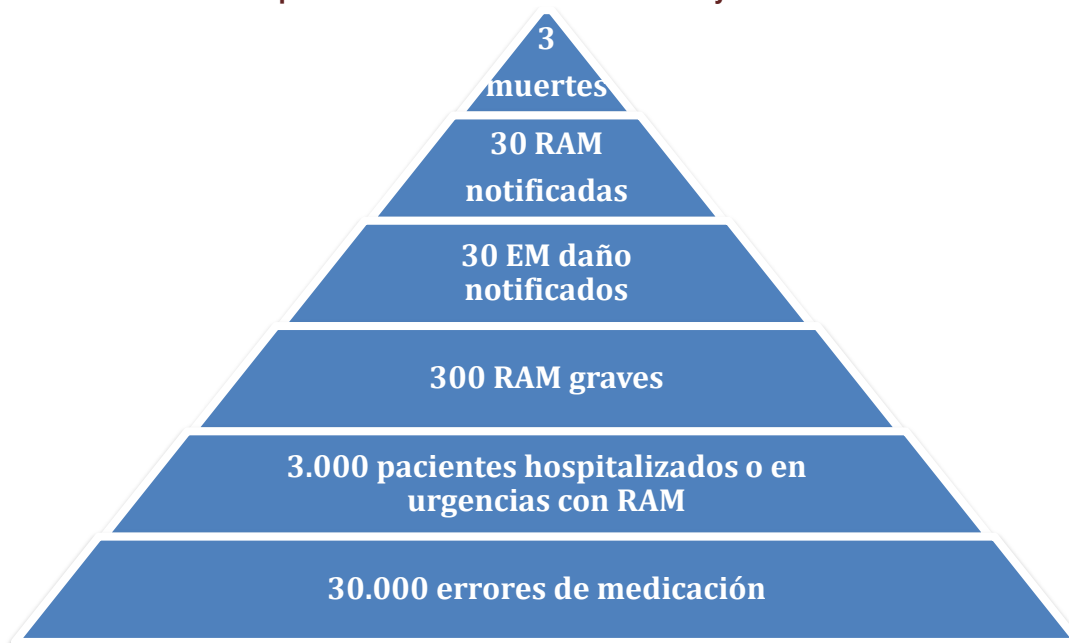 3
muertes
30 RAM
notificadas
30 EM daño
notificados
300 RAM graves
3.000 pacientes hospitalizados o en
urgencias con RAM
30.000 errores de medicación